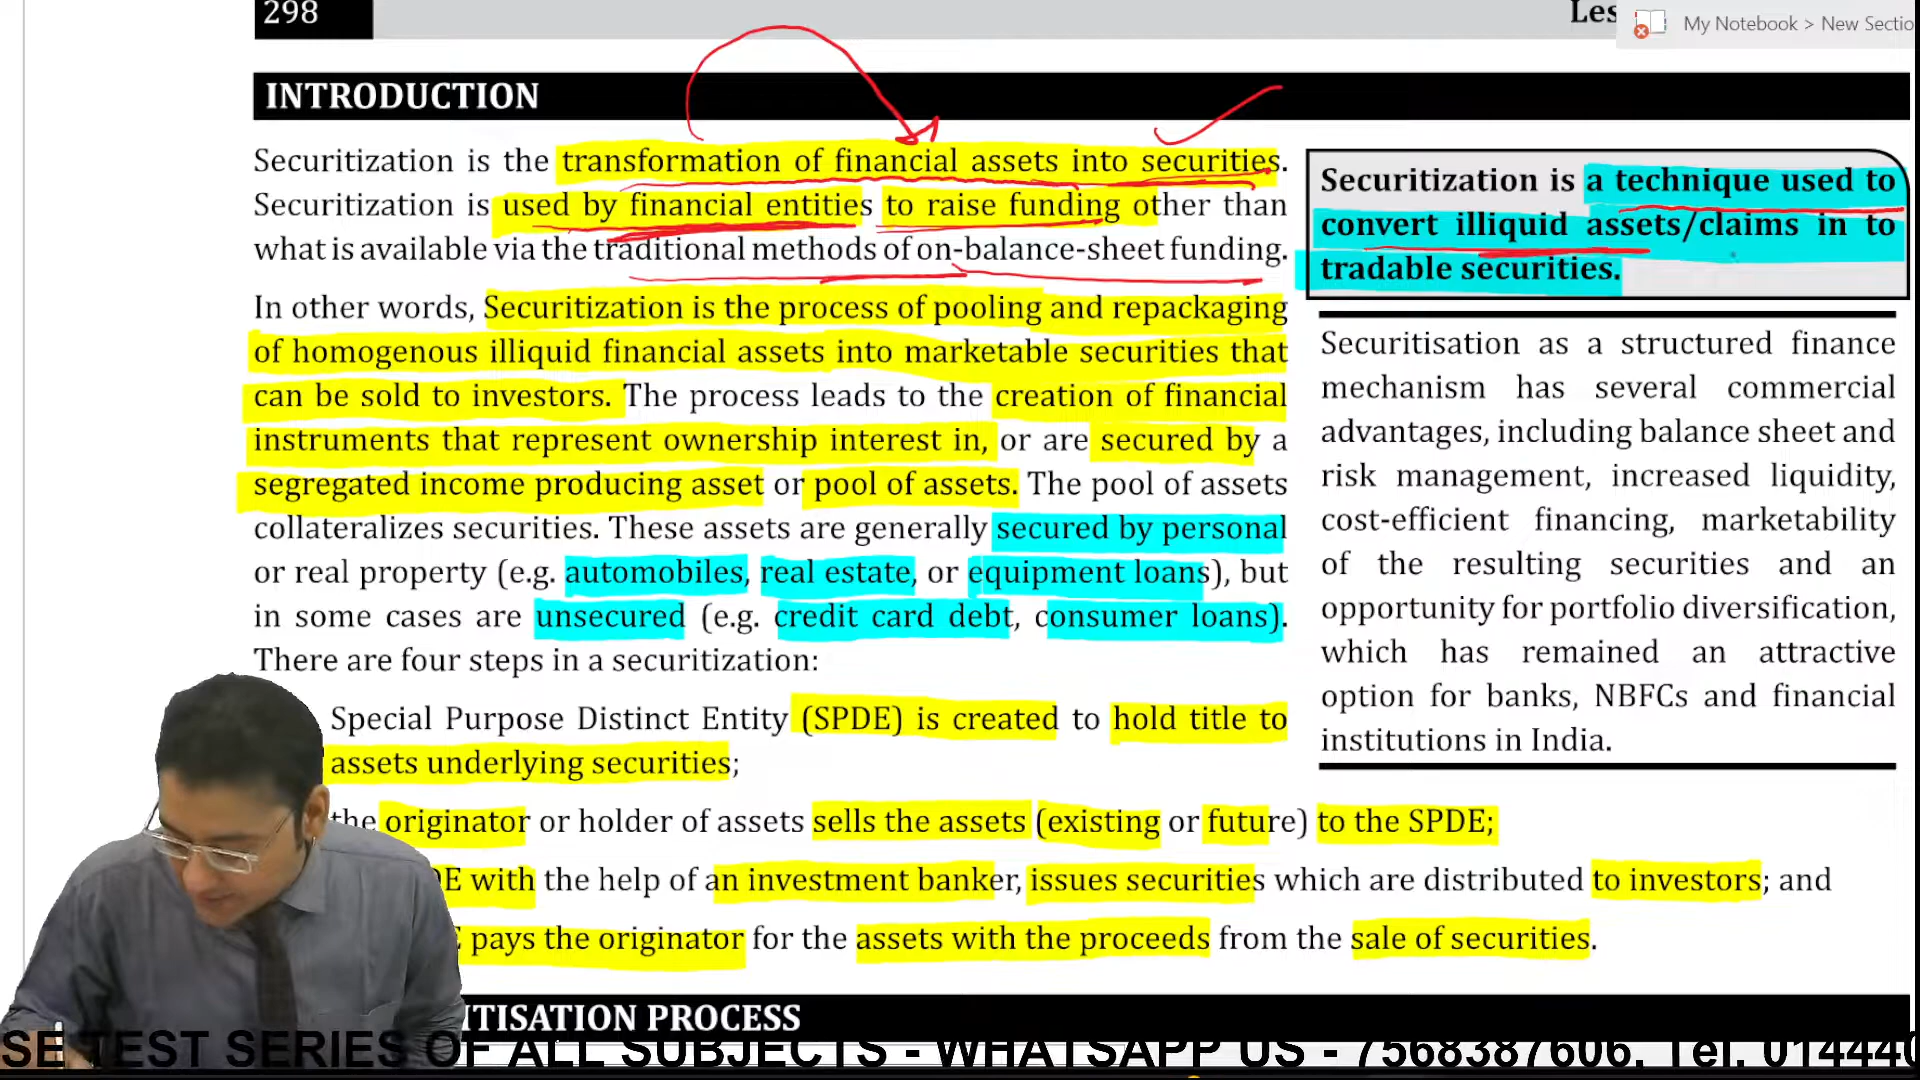 298
Les
My Notebook > New Sectio
INTRODUCTION
Securitization is the transformation of financial assets into securities.
Securitization is used by financial entities to raise funding other than
what is available via the traditional methods of on-balance-sheet funding.
In other words, Securitization is the process of pooling and repackaging
of homogenous illiquid financial assets into marketable securities that
can be sold to investors. The process leads to the creation of financial
instruments that represent ownership interest in, or are secured by a
segregated income producing asset or pool of assets. The pool of assets
collateralizes securities. These assets are generally secured by personal
or real property (e.g. automobiles, real estate, or equipment loans), but
in some cases are unsecured (e.g. credit card debt, consumer loans).
There are four steps in a securitization:
Securitization is a technique used to
convert illiquid assets/claims in to
tradable securities.
Securitisation as a structured finance
mechanism has several commercial
advantages, including balance sheet and
risk management, increased liquidity,
cost-efficient financing, marketability
of the resulting securities and an
opportunity for portfolio diversification,
which has remained an attractive
option for banks, NBFCs and financial
institutions in India.
Special Purpose Distinct Entity (SPDE) is created to hold title to
assets underlying securities;
the originator or holder of assets sells the assets (existing or future) to the SPDE;
DE with the help of an investment banker, issues securities which are distributed to investors; and
E pays the originator for the assets with the proceeds from the sale of securities.
ITISATION PROCESS
SE TEST SERIES OF ALL SUBJECTS - WHATSAPP US - 7568387606, Tel. 014440